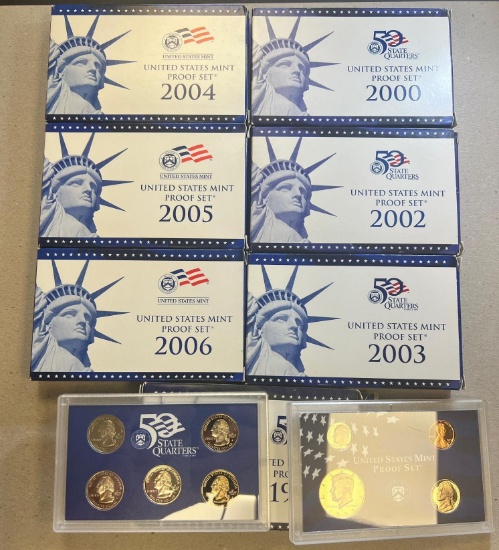 UNITED STATES MINT
UNITED STATES MINT
PROOF SET®
2004
50
STATE
QUARTERS
UNITED STATES MINT
PROOF SET®
2000
UNITED STATES MINT
UNITED STATES MINT
PROOF SET®
2005
50
STATE
QUARTERS
UNITED STATES MINT
PROOF SET®
2002
UNITED STATES MINT
UNITED STATES MINT
PROOF SET®
2006
50
STATE
QUARTERS
UNITED STATES MINT
PROOF SET®
2003
50
STATE
QUARTERS
19
UNITED STATES MINT
PROOF SET®